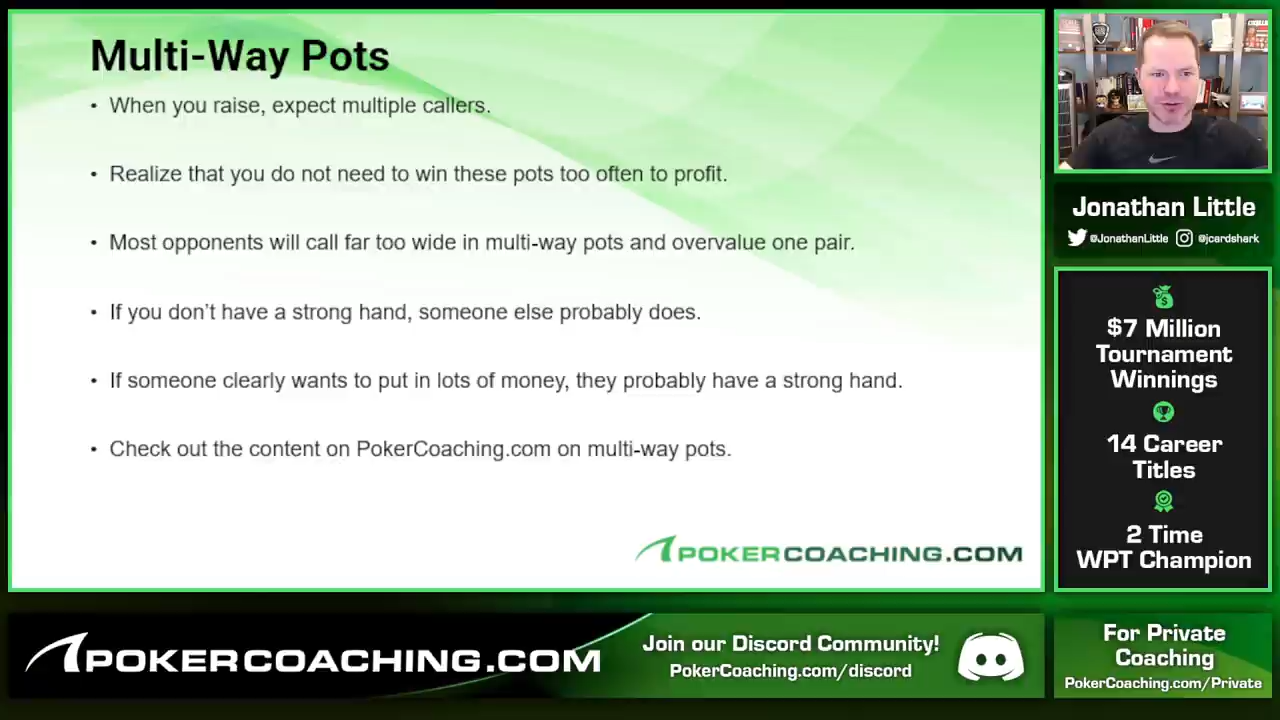 Multi-Way Pots
• When you raise, expect multiple callers.
• Realize that you do not need to win these pots too often to profit.
• Most opponents will call far too wide in multi-way pots and overvalue one pair.
• If you don't have a strong hand, someone else probably does.
• If someone clearly wants to put in lots of money, they probably have a strong hand.
• Check out the content on PokerCoaching.com on multi-way pots.
POKERCOACHING.COM
Jonathan Little
@JonathanLittle @jcardshark
$7 Million
Tournament
Winnings
14 Career
Titles
2 Time
WPT Champion
POKERCOACHING.COM
Join our Discord Community!
PokerCoaching.com/discord
For Private
Coaching
PokerCoaching.com/Private